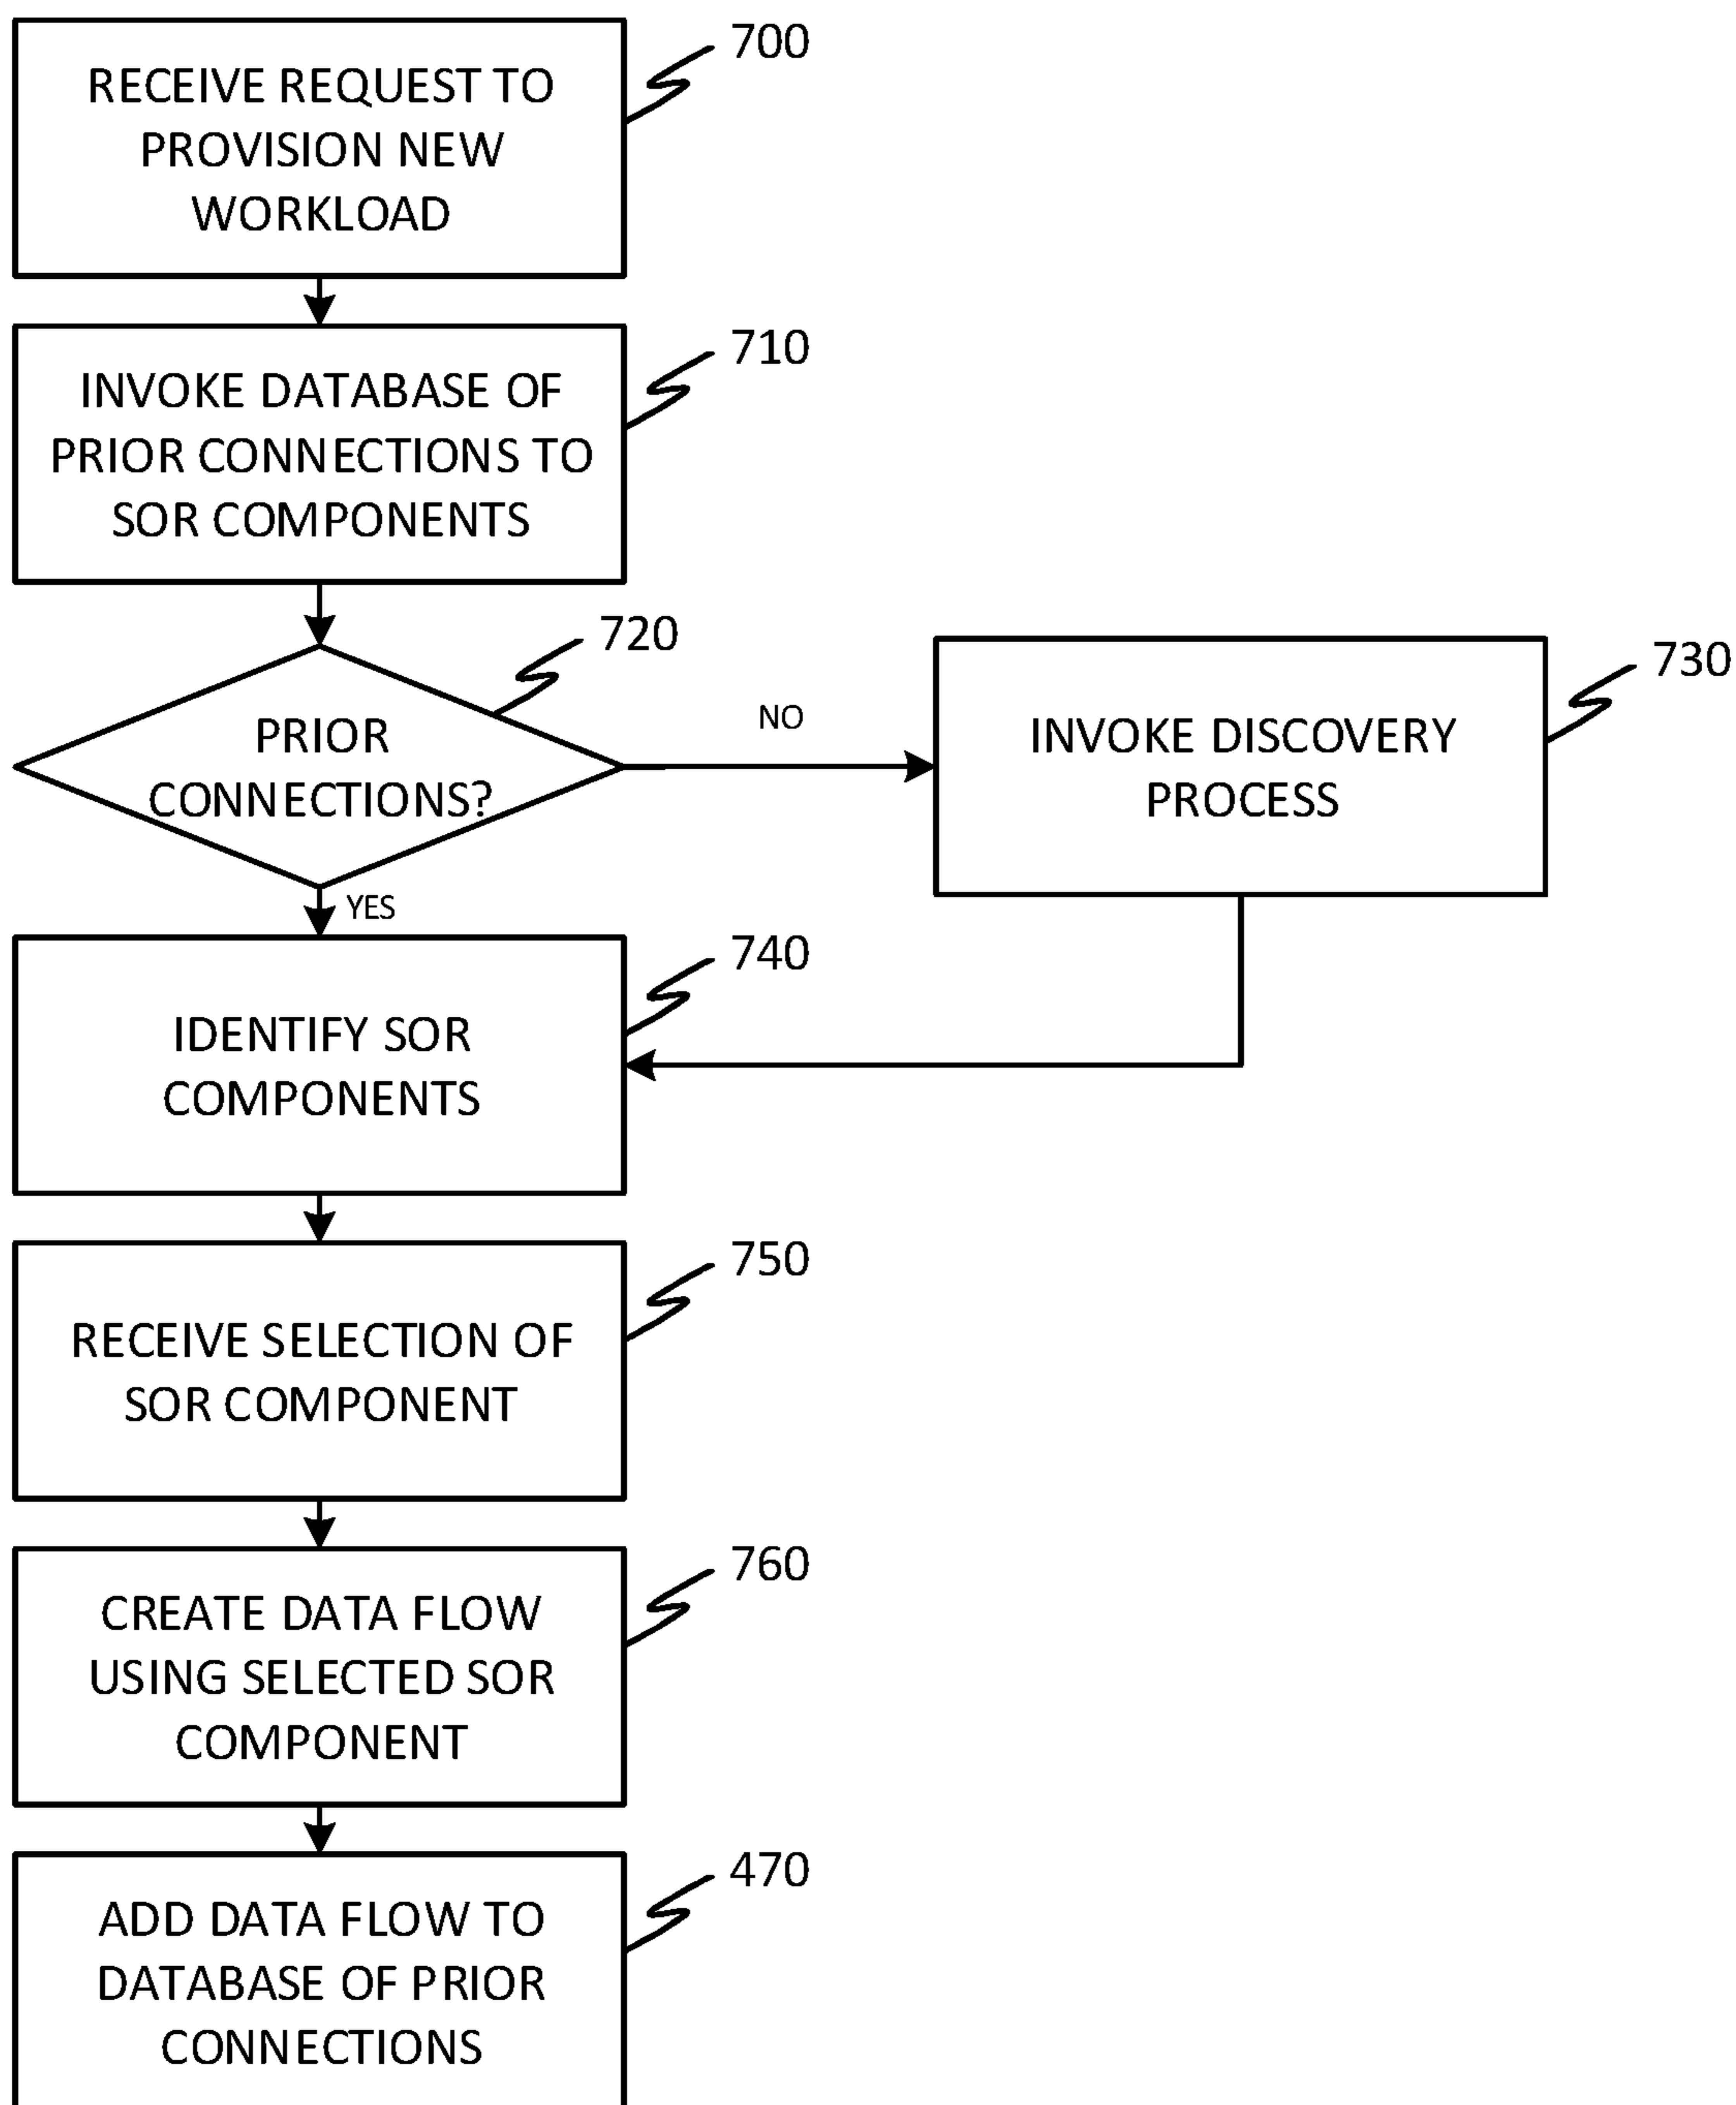 700
RECEIVE REQUEST TO
PROVISION NEW
WORKLOAD
710
INVOKE DATABASE OF
PRIOR CONNECTIONS TO
SOR COMPONENTS
720
PRIOR
CONNECTIONS?
NO
730
INVOKE DISCOVERY
PROCESS
YES
740
IDENTIFY SOR
COMPONENTS
750
RECEIVE SELECTION OF
SOR COMPONENT
760
CREATE DATA FLOW
USING SELECTED SOR
COMPONENT
470
ADD DATA FLOW TO
DATABASE OF PRIOR
CONNECTIONS